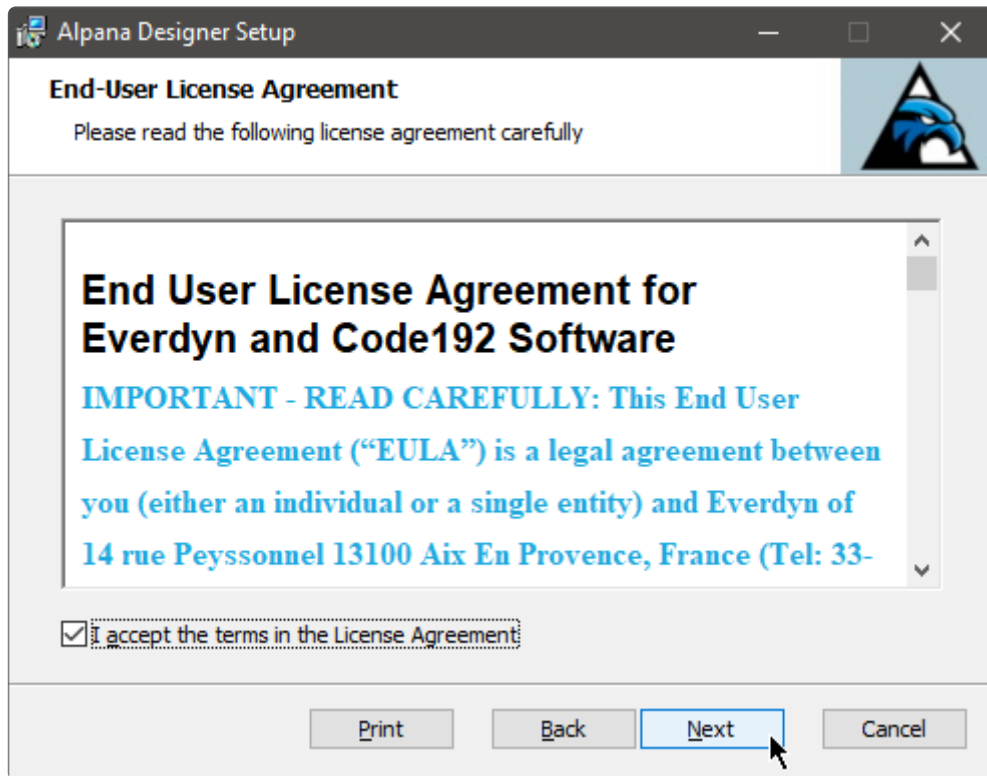 Alpana Designer Setup
End-User License Agreement
Please read the following license agreement carefully
End User License Agreement for
Everdyn and Code192 Software
IMPORTANT - READ CAREFULLY: This End User
License Agreement (“EULA”) is a legal agreement between
you (either an individual or a single entity) and Everdyn of
14 rue Peyssonnel 13100 Aix En Provence, France (Tel: 33-
I accept the terms in the License Agreement
Print Back Next Cancel